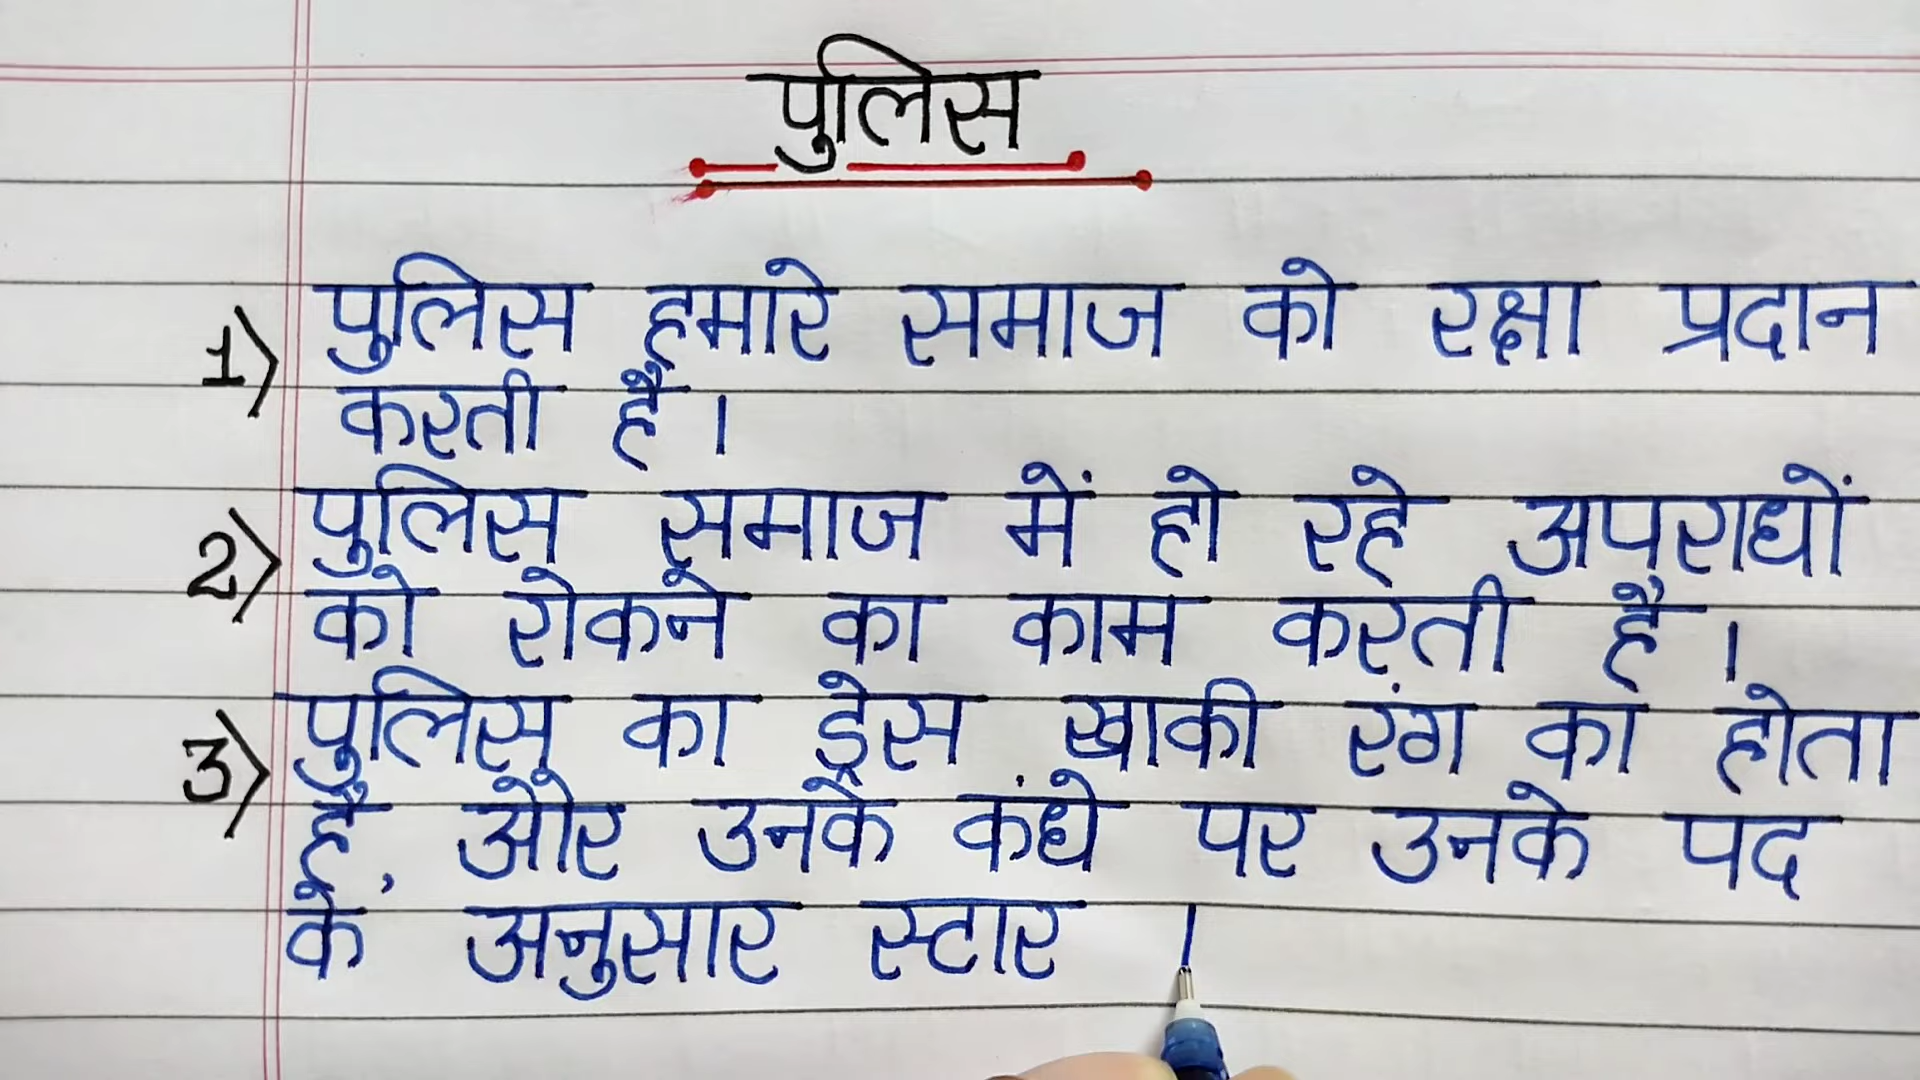 पुलिस
1) पुलिस हमारे समाज को रक्षा प्रदान
करती है।
2) पुलिस समाज में हो रहे अपराधों
को रोकने का काम करती है।
3) पुलिस का ड्रेस खाकी रंग का होता
है, और उनके कंधे पर उनके पद
के अनुसार स्टार ।